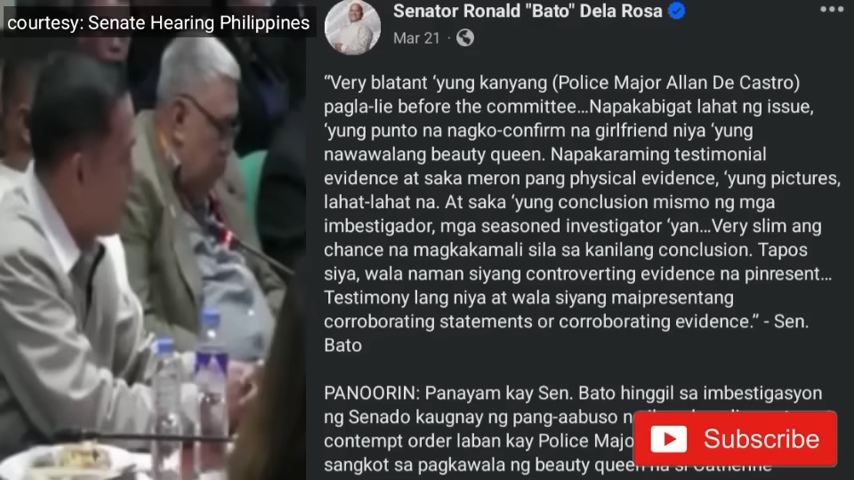 courtesy: Senate Hearing Philippines
Senator Ronald "Bato" Dela Rosa
Mar 21
“Very blatant ‘yung kanyang (Police Major Allan De Castro)
pagla-lie before the committee…Napakabigat lahat ng issue,
‘yung punto na nagko-confirm na girlfriend niya ‘yung
nawawalang beauty queen. Napakaraming testimonial
evidence at saka meron pang physical evidence, ‘yung pictures,
lahat-lahat na. At saka ‘yung conclusion mismo ng mga
imbestigador, mga seasoned investigator ‘yan…Very slim ang
chance na magkakamali sila sa kanilang conclusion. Tapos
siya, wala naman siyang controverting evidence na pinresent…
Testimony lang niya at wala siyang maipresentang
corroborating statements or corroborating evidence.” - Sen.
Bato
PANOORIN: Panayam kay Sen. Bato hinggil sa imbestigasyon
ng Senado kaugnay ng pang-aabuso
contempt order laban kay Police Major
sangkot sa pagkawala ng beauty queen na si Catherine
Subscribe